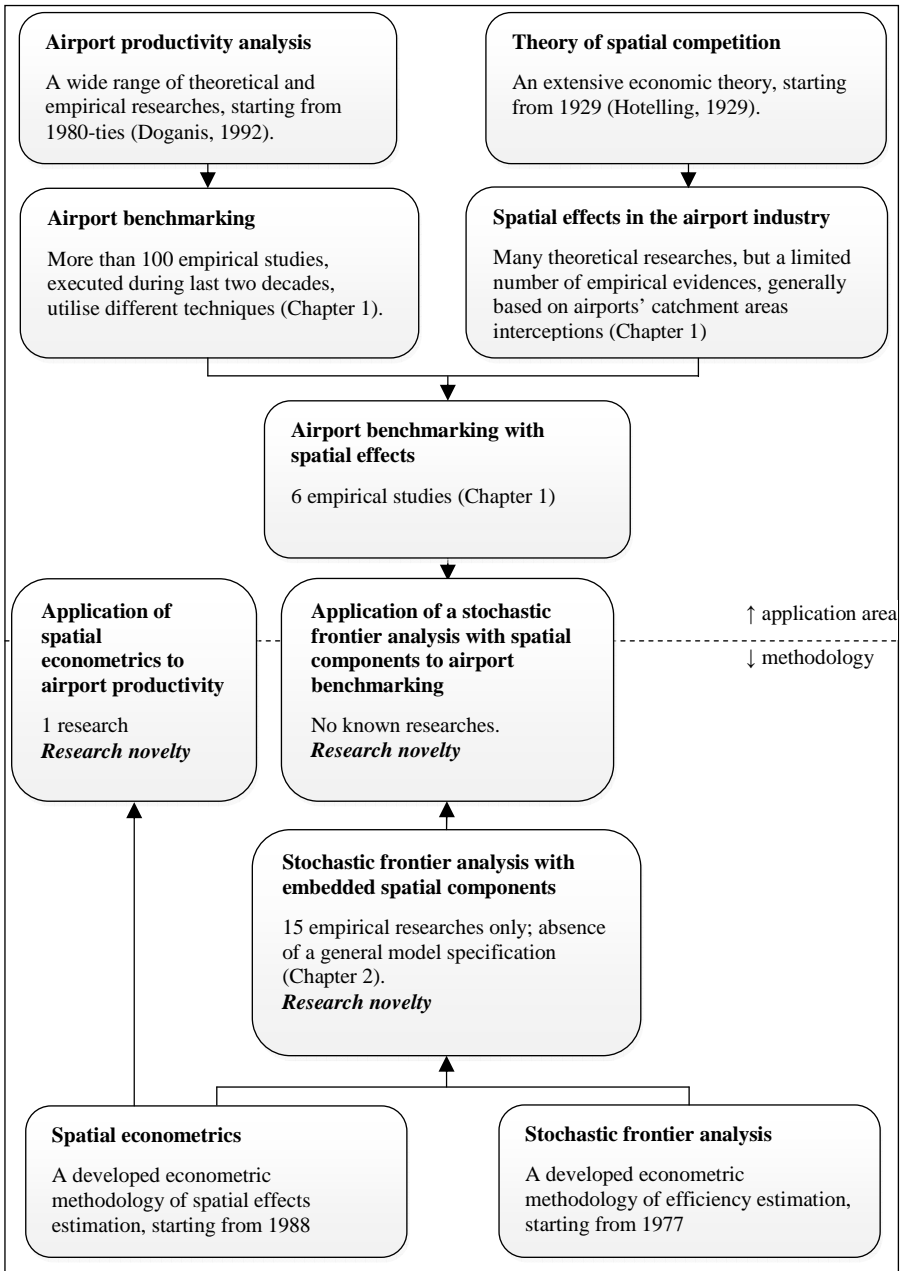 Airport productivity analysis
A wide range of theoretical and
empirical researches, starting from
1980-ties (Doganis, 1992).
Theory of spatial competition
An extensive economic theory, starting
from 1929 (Hotelling, 1929).
Airport benchmarking
More than 100 empirical studies,
executed during last two decades,
utilise different techniques (Chapter 1).
Spatial effects in the airport industry
Many theoretical researches, but a limited
number of empirical evidences, generally
based on airports’ catchment areas
interceptions (Chapter 1)
Airport benchmarking with
spatial effects
6 empirical studies (Chapter 1)
Application of
spatial
econometrics to
airport productivity
1 research
Research novelty
Application of a stochastic
frontier analysis with spatial
components to airport
benchmarking
No known researches.
Research novelty
↑ application area
↓ methodology
Stochastic frontier analysis with
embedded spatial components
15 empirical researches only; absence
of a general model specification
(Chapter 2).
Research novelty
Spatial econometrics
A developed econometric
methodology of spatial effects
estimation, starting from 1988
Stochastic frontier analysis
A developed econometric
methodology of efficiency estimation,
starting from 1977